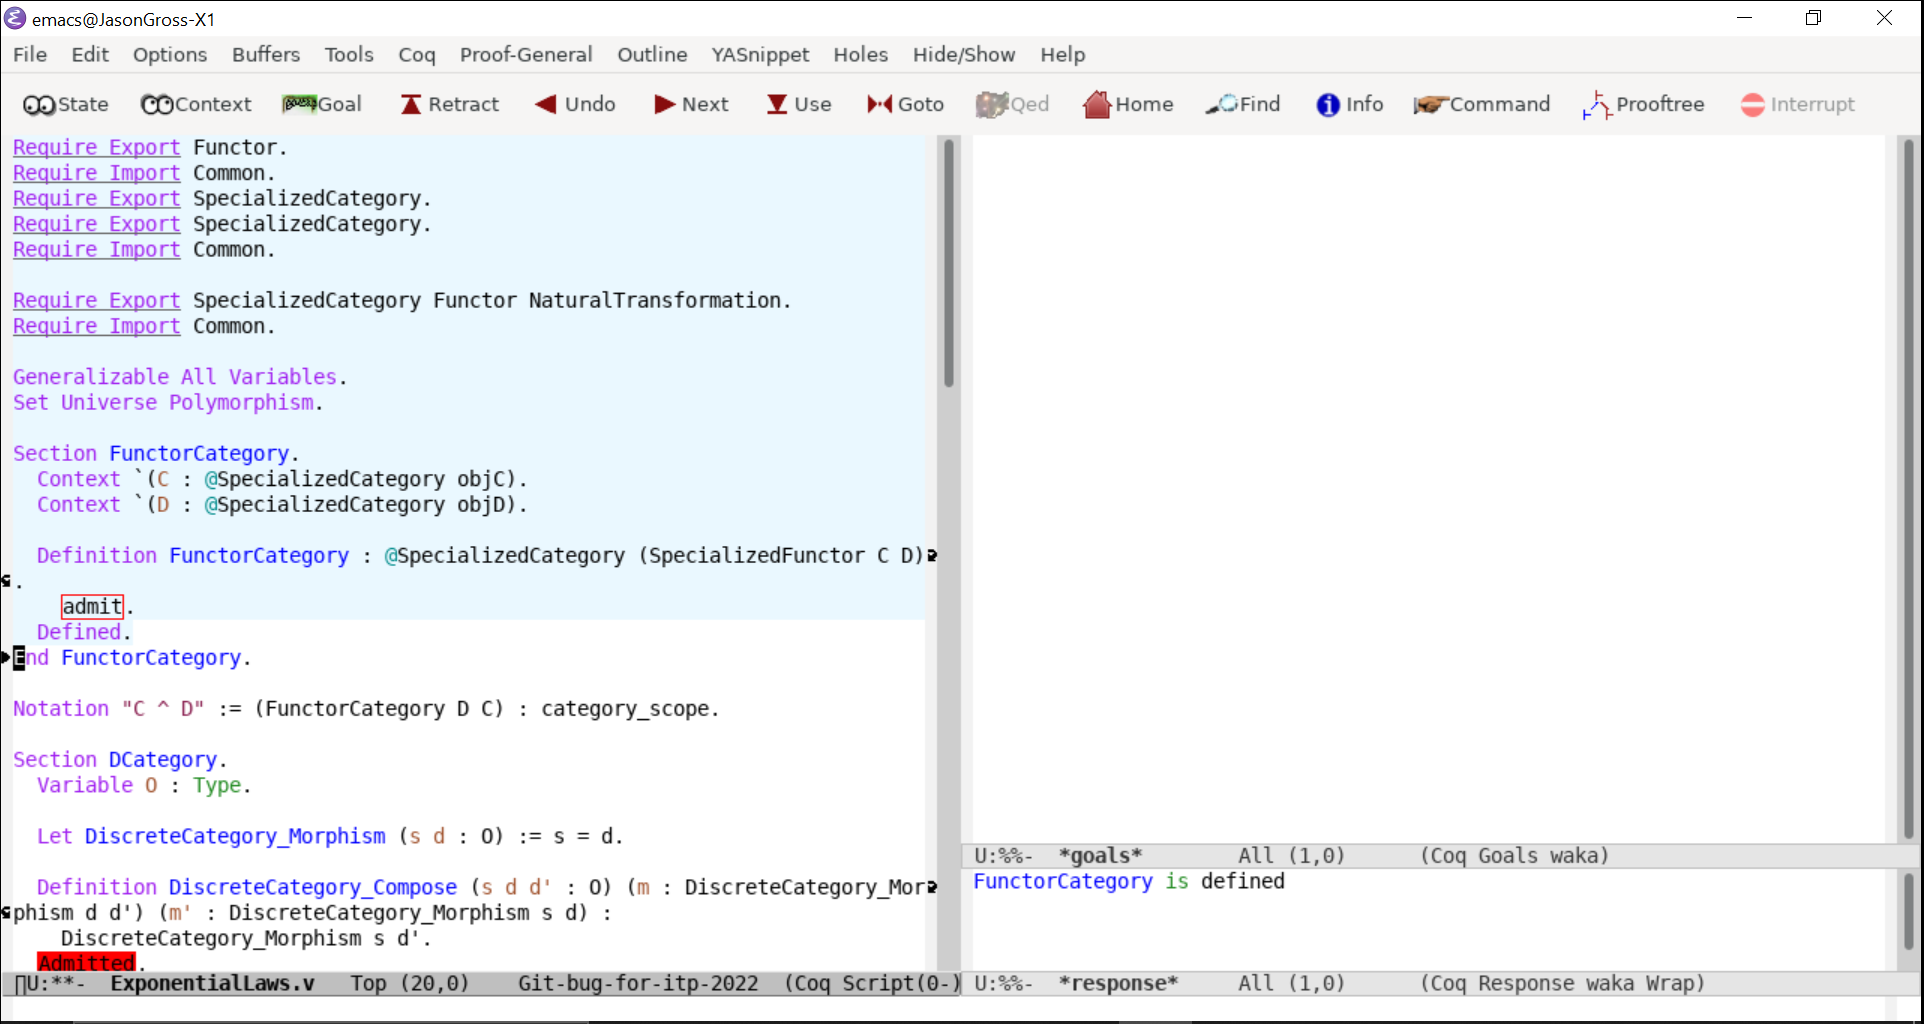 emacs@JasonGross-X1
File Edit Options Buffers Tools Coq Proof-General Outline YASnippet Holes Hide/Show Help
State Context Goal Retract Undo Next Use Goto Qed Home Find Info Command Prooftree Interrupt
Require Export Functor.
Require Import Common.
Require Export SpecializedCategory.
Require Export SpecializedCategory.
Require Import Common.
Require Export SpecializedCategory Functor NaturalTransformation.
Require Import Common.
Generalizable All Variables.
Set Universe Polymorphism.
Section FunctorCategory.
Context `(C : @SpecializedCategory objC).
Context `(D : @SpecializedCategory objD).
Definition FunctorCategory : @SpecializedCategory (SpecializedFunctor C D)
.
admit.
Defined.
End FunctorCategory.
Notation "C ^ D" := (FunctorCategory D C) : category_scope.
Section DCategory.
Variable O : Type.
Let DiscreteCategory_Morphism (s d : O) := s = d.
Definition DiscreteCategory_Compose (s d d' : O) (m : DiscreteCategory_Mor
phism d d') (m' : DiscreteCategory_Morphism s d) :
DiscreteCategory_Morphism s d'.
Admitted.
U:**- ExponentialLaws.v Top (20,0) Git-bug-for-itp-2022 (Coq Script(0-)
U:%%- *goals* All (1,0) (Coq Goals waka)
FunctorCategory is defined
U:%%- *response* All (1,0) (Coq Response waka Wrap)